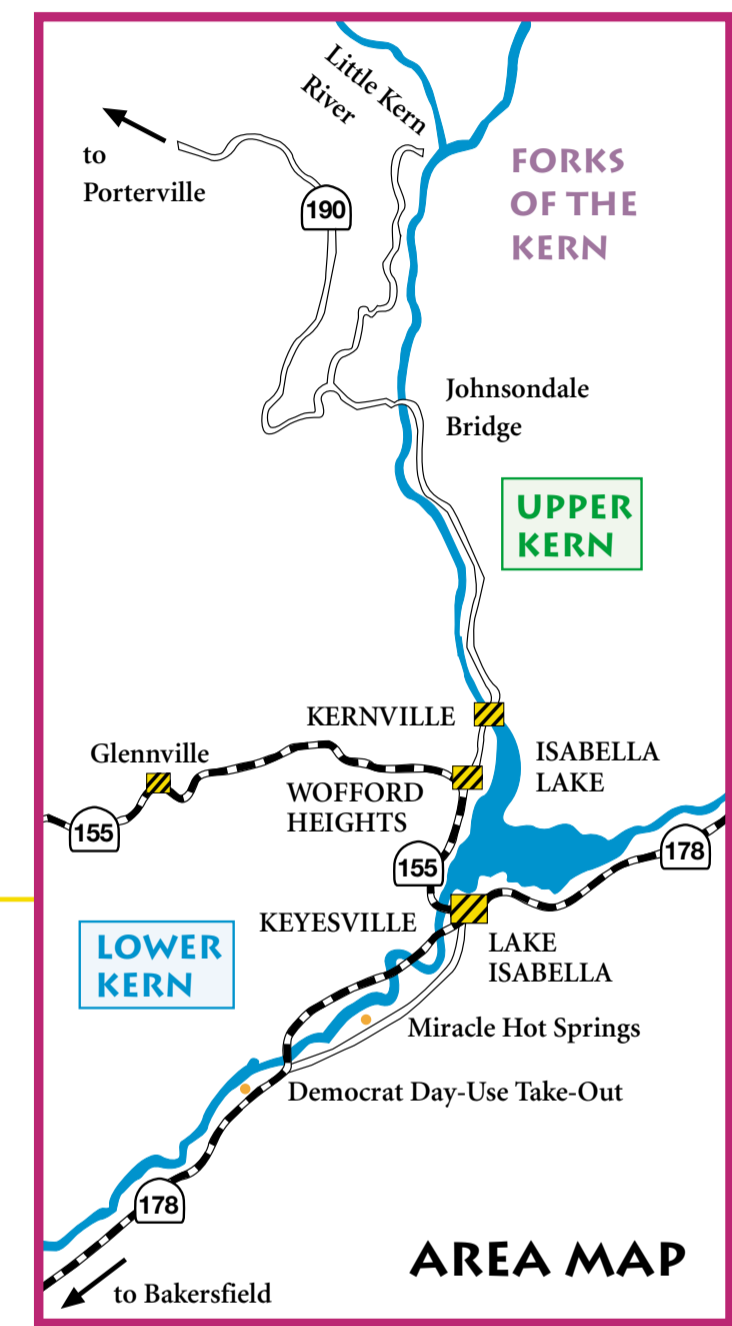 Little Kern
River
to
Porterville
190
FORKS
OF THE
KERN
Johnsondale
Bridge
UPPER
KERN
KERNVILLE
Glennville
ISABELLA
LAKE
WOFFORD
HEIGHTS
155
155
178
KEYESVILLE
LOWER
KERN
LAKE
ISABELLA
Miracle Hot Springs
Democrat Day-Use Take-Out
178
AREA MAP
to Bakersfield